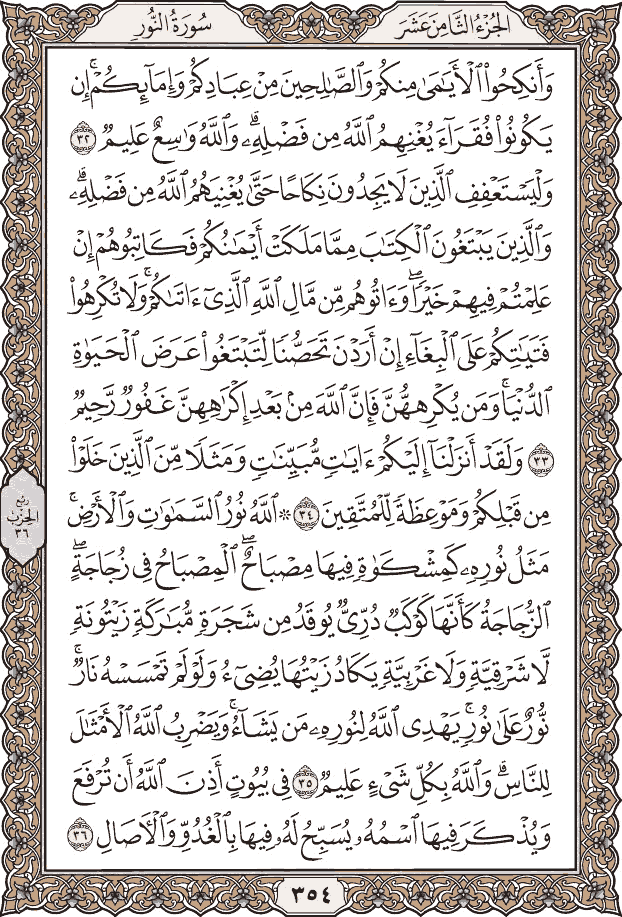 الجزء الثامن عشر
سورة النور
وَأَنكِحُوا۟ ٱلْأَيَـٰمَىٰ مِنكُمْ وَٱلصَّـٰلِحِينَ مِنْ عِبَادِكُمْ وَإِمَآئِكُمْ ۚ إِن
يَكُونُوا۟ فُقَرَآءَ يُغْنِهِمُ ٱللَّهُ مِن فَضْلِهِۦ ۗ وَٱللَّهُ وَٰسِعٌ عَلِيمٌ ٣٢
وَلْيَسْتَعْفِفِ ٱلَّذِينَ لَا يَجِدُونَ نِكَاحًا حَتَّىٰ يُغْنِيَهُمُ ٱللَّهُ مِن فَضْلِهِۦ ۗ
وَٱلَّذِينَ يَبْتَغُونَ ٱلْكِتَـٰبَ مِمَّا مَلَكَتْ أَيْمَـٰنُكُمْ فَكَاتِبُوهُمْ إِنْ
عَلِمْتُمْ فِيهِمْ خَيْرًا ۖ وَءَاتُوهُم مِّن مَّالِ ٱللَّهِ ٱلَّذِىٓ ءَاتَىٰكُمْ ۚ وَلَا تُكْرِهُوا۟
فَتَيَـٰتِكُمْ عَلَى ٱلْبِغَآءِ إِنْ أَرَدْنَ تَحَصُّنًا لِّتَبْتَغُوا۟ عَرَضَ ٱلْحَيَوٰةِ
ٱلدُّنْيَا ۚ وَمَن يُكْرِههُّنَّ فَإِنَّ ٱللَّهَ مِنۢ بَعْدِ إِكْرَٰهِهِنَّ غَفُورٌ رَّحِيمٌ
٣٣ وَلَقَدْ أَنزَلْنَآ إِلَيْكُمْ ءَايَـٰتٍ مُّبَيِّنَـٰتٍ وَمَثَلًا مِّنَ ٱلَّذِينَ خَلَوْا۟
مِن قَبْلِكُمْ وَمَوْعِظَةً لِّلْمُتَّقِينَ ٣٤ ۞ ٱللَّهُ نُورُ ٱلسَّمَـٰوَٰتِ وَٱلْأَرْضِ ۚ
مَثَلُ نُورِهِۦ كَمِشْكَوٰةٍ فِيهَا مِصْبَاحٌ ۖ ٱلْمِصْبَاحُ فِى زُجَاجَةٍ ۖ
ٱلزُّجَاجَةُ كَأَنَّهَا كَوْكَبٌ دُرِّىٌّ يُوقَدُ مِن شَجَرَةٍ مُّبَـٰرَكَةٍ زَيْتُونَةٍ
لَّا شَرْقِيَّةٍ وَلَا غَرْبِيَّةٍ يَكَادُ زَيْتُهَا يُضِىٓءُ وَلَوْ لَمْ تَمْسَسْهُ نَارٌ ۚ
نُّورٌ عَلَىٰ نُورٍ ۗ يَهْدِى ٱللَّهُ لِنُورِهِۦ مَن يَشَآءُ ۚ وَيَضْرِبُ ٱللَّهُ ٱلْأَمْثَـٰلَ
لِلنَّاسِ ۗ وَٱللَّهُ بِكُلِّ شَىْءٍ عَلِيمٌ ٣٥ فِى بُيُوتٍ أَذِنَ ٱللَّهُ أَن تُرْفَعَ
وَيُذْكَرَ فِيهَا ٱسْمُهُۥ يُسَبِّحُ لَهُۥ فِيهَا بِٱلْغُدُوِّ وَٱلْـَٔاصَالِ ٣٦
ربع
الحزب
٣٦
٣٥٤